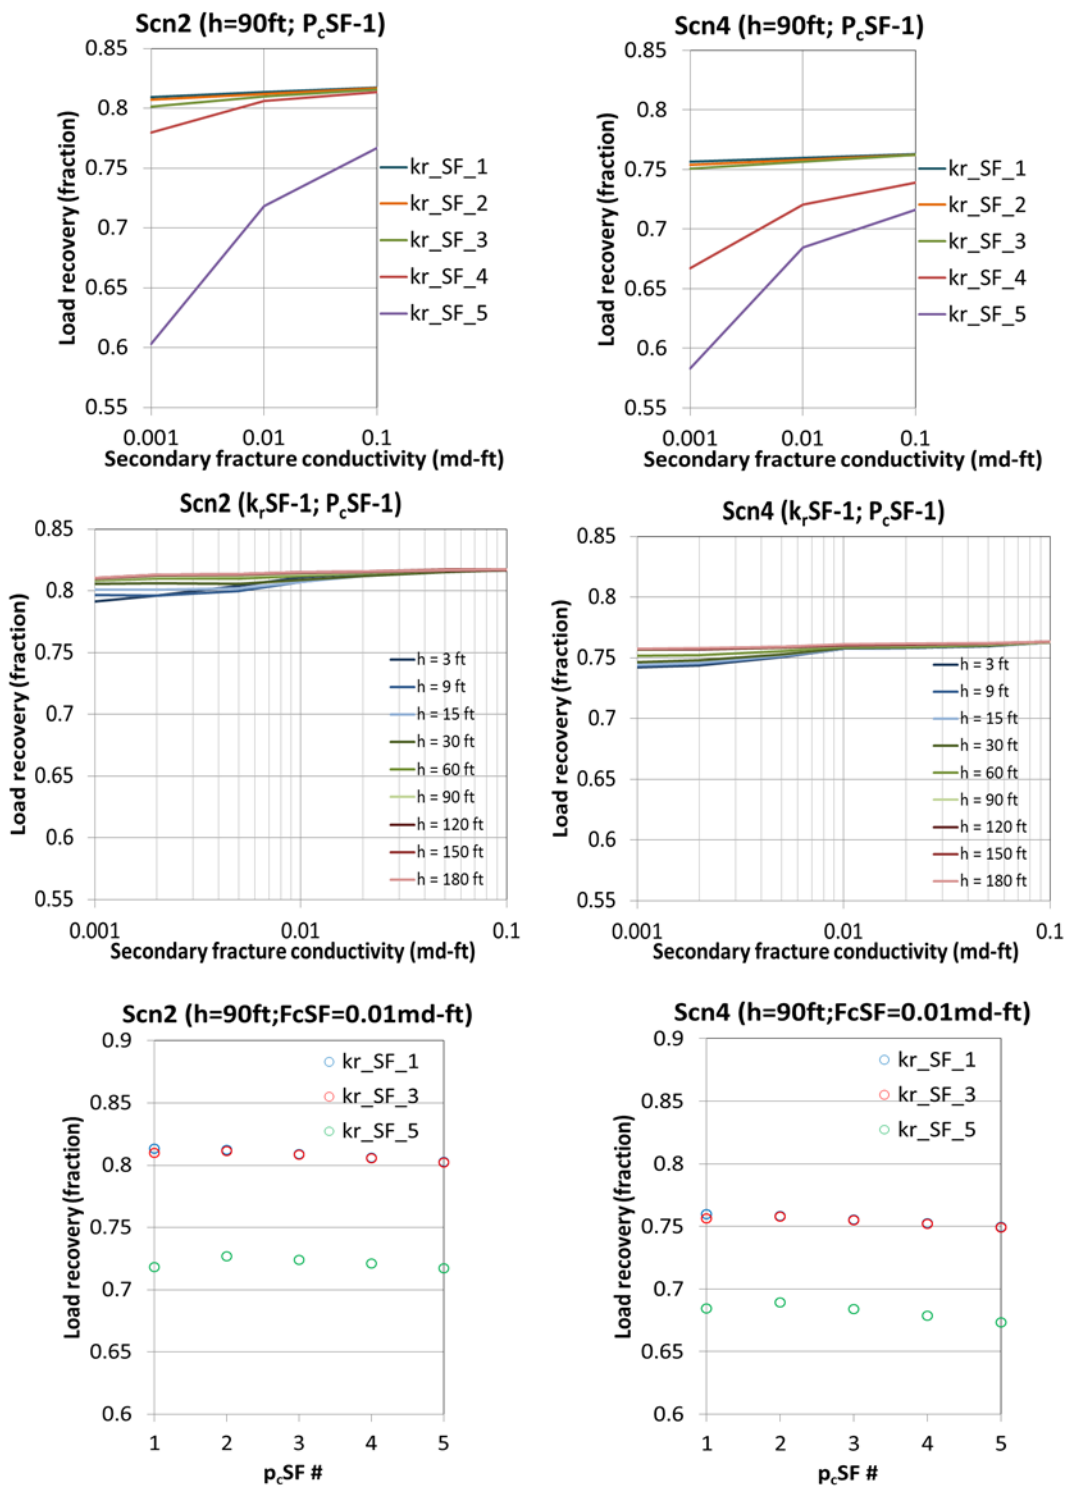 Scn2 (h=90ft; PcSF-1)
0.85
0.8
0.75
0.7
0.65
0.6
0.55
Load recovery (fraction)
0.001 0.01 0.1
Secondary fracture conductivity (md-ft)
kr_SF_1
kr_SF_2
kr_SF_3
kr_SF_4
kr_SF_5
Scn4 (h=90ft; PcSF-1)
0.85
0.8
0.75
0.7
0.65
0.6
0.55
Load recovery (fraction)
0.001 0.01 0.1
Secondary fracture conductivity (md-ft)
kr_SF_1
kr_SF_2
kr_SF_3
kr_SF_4
kr_SF_5
Scn2 (krSF-1; PcSF-1)
0.85
0.8
0.75
0.7
0.65
0.6
0.55
Load recovery (fraction)
h = 3 ft
h = 9 ft
h = 15 ft
h = 30 ft
h = 60 ft
h = 90 ft
h = 120 ft
h = 150 ft
h = 180 ft
0.001 0.01 0.1
Secondary fracture conductivity (md-ft)
Scn4 (krSF-1; PcSF-1)
0.85
0.8
0.75
0.7
0.65
0.6
0.55
Load recovery (fraction)
h = 3 ft
h = 9 ft
h = 15 ft
h = 30 ft
h = 60 ft
h = 90 ft
h = 120 ft
h = 150 ft
h = 180 ft
0.001 0.01 0.1
Secondary fracture conductivity (md-ft)
Scn2 (h=90ft;FcSF=0.01md-ft)
0.9
0.85
0.8
0.75
0.7
0.65
0.6
Load recovery (fraction)
kr_SF_1
kr_SF_3
kr_SF_5
1 2 3 4 5
pcSF #
Scn4 (h=90ft;FcSF=0.01md-ft)
0.9
0.85
0.8
0.75
0.7
0.65
0.6
Load recovery (fraction)
kr_SF_1
kr_SF_3
kr_SF_5
1 2 3 4 5
pcSF #